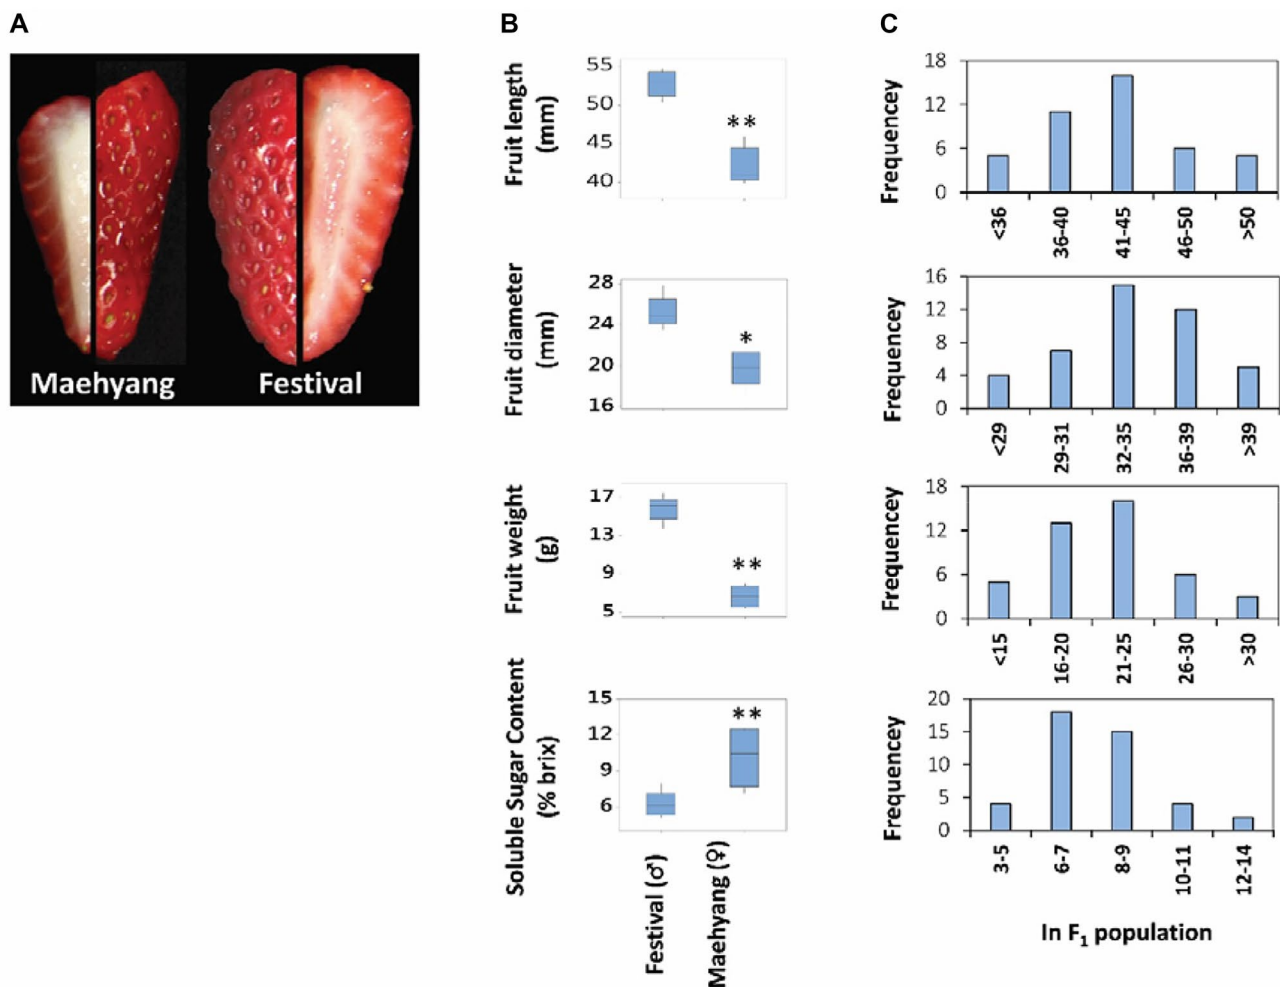 A
Maehyang
Festival
B
Fruit length
(mm)
55
50
45
40
**
Fruit diameter
(mm)
28
24
20
16
*
Fruit weight
(g)
17
13
9
5
**
Soluble Sugar Content
(% brix)
15
12
9
6
**
Festival (♂)
Maehyang (♀)
C
Frequencey
18
12
6
0
<36
36-40
41-45
46-50
>50
Frequencey
16
12
8
4
0
<29
29-31
32-35
36-39
>39
Frequencey
18
12
6
0
<15
16-20
21-25
26-30
>30
Frequencey
20
15
10
5
0
3-5
6-7
8-9
10-11
12-14
In F₁ population